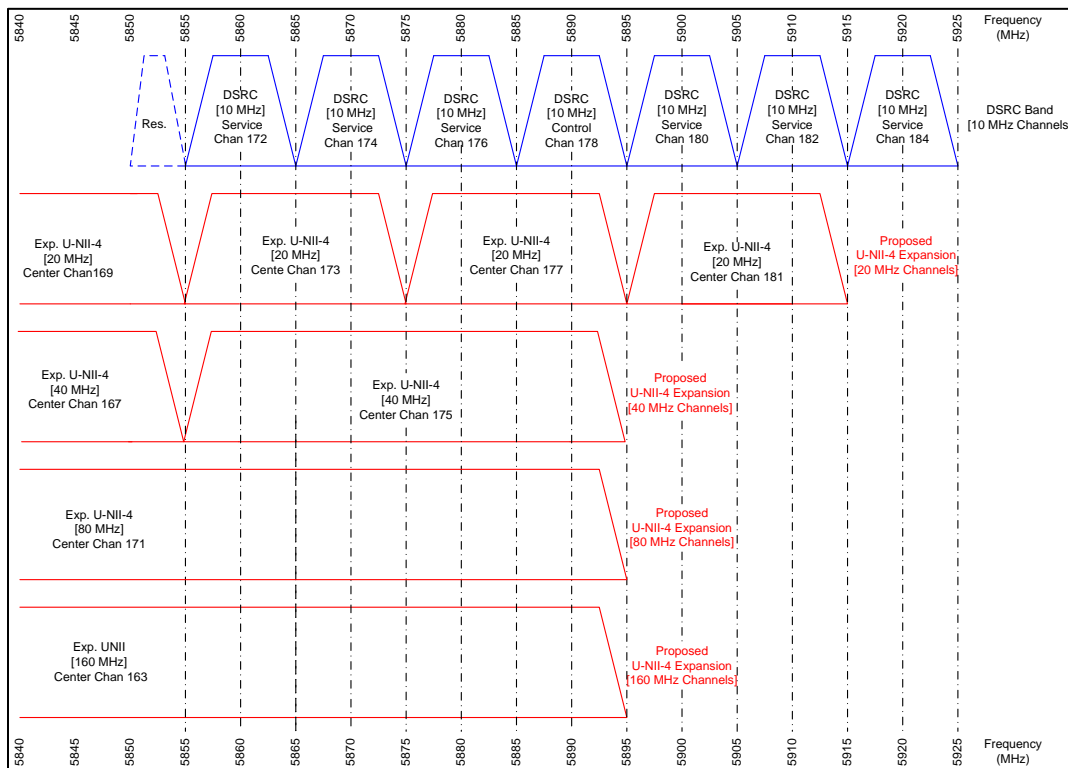 5840 5845 5850 5855 5860 5865 5870 5875 5880 5885 5890 5895 5900 5905 5910 5915 5920 5925
Frequency
(MHz)
Res.
DSRC
[10 MHz]
Service
Chan 172
DSRC
[10 MHz]
Service
Chan 174
DSRC
[10 MHz]
Service
Chan 176
DSRC
[10 MHz]
Control
Chan 178
DSRC
[10 MHz]
Service
Chan 180
DSRC
[10 MHz]
Service
Chan 182
DSRC
[10 MHz]
Service
Chan 184
DSRC Band
[10 MHz Channels]
Exp. U-NII-4
[20 MHz]
Center Chan169
Exp. U-NII-4
[20 MHz]
Cente Chan 173
Exp. U-NII-4
[20 MHz]
Center Chan 177
Exp. U-NII-4
[20 MHz]
Center Chan 181
Proposed
U-NII-4 Expansion
[20 MHz Channels]
Exp. U-NII-4
[40 MHz]
Center Chan 167
Exp. U-NII-4
[40 MHz]
Center Chan 175
Proposed
U-NII-4 Expansion
[40 MHz Channels]
Exp. U-NII-4
[80 MHz]
Center Chan 171
Proposed
U-NII-4 Expansion
[80 MHz Channels]
Exp. UNII
[160 MHz]
Center Chan 163
Proposed
U-NII-4 Expansion
[160 MHz Channels]
5840 5845 5850 5855 5860 5865 5870 5875 5880 5885 5890 5895 5900 5905 5910 5915 5920 5925
Frequency
(MHz)